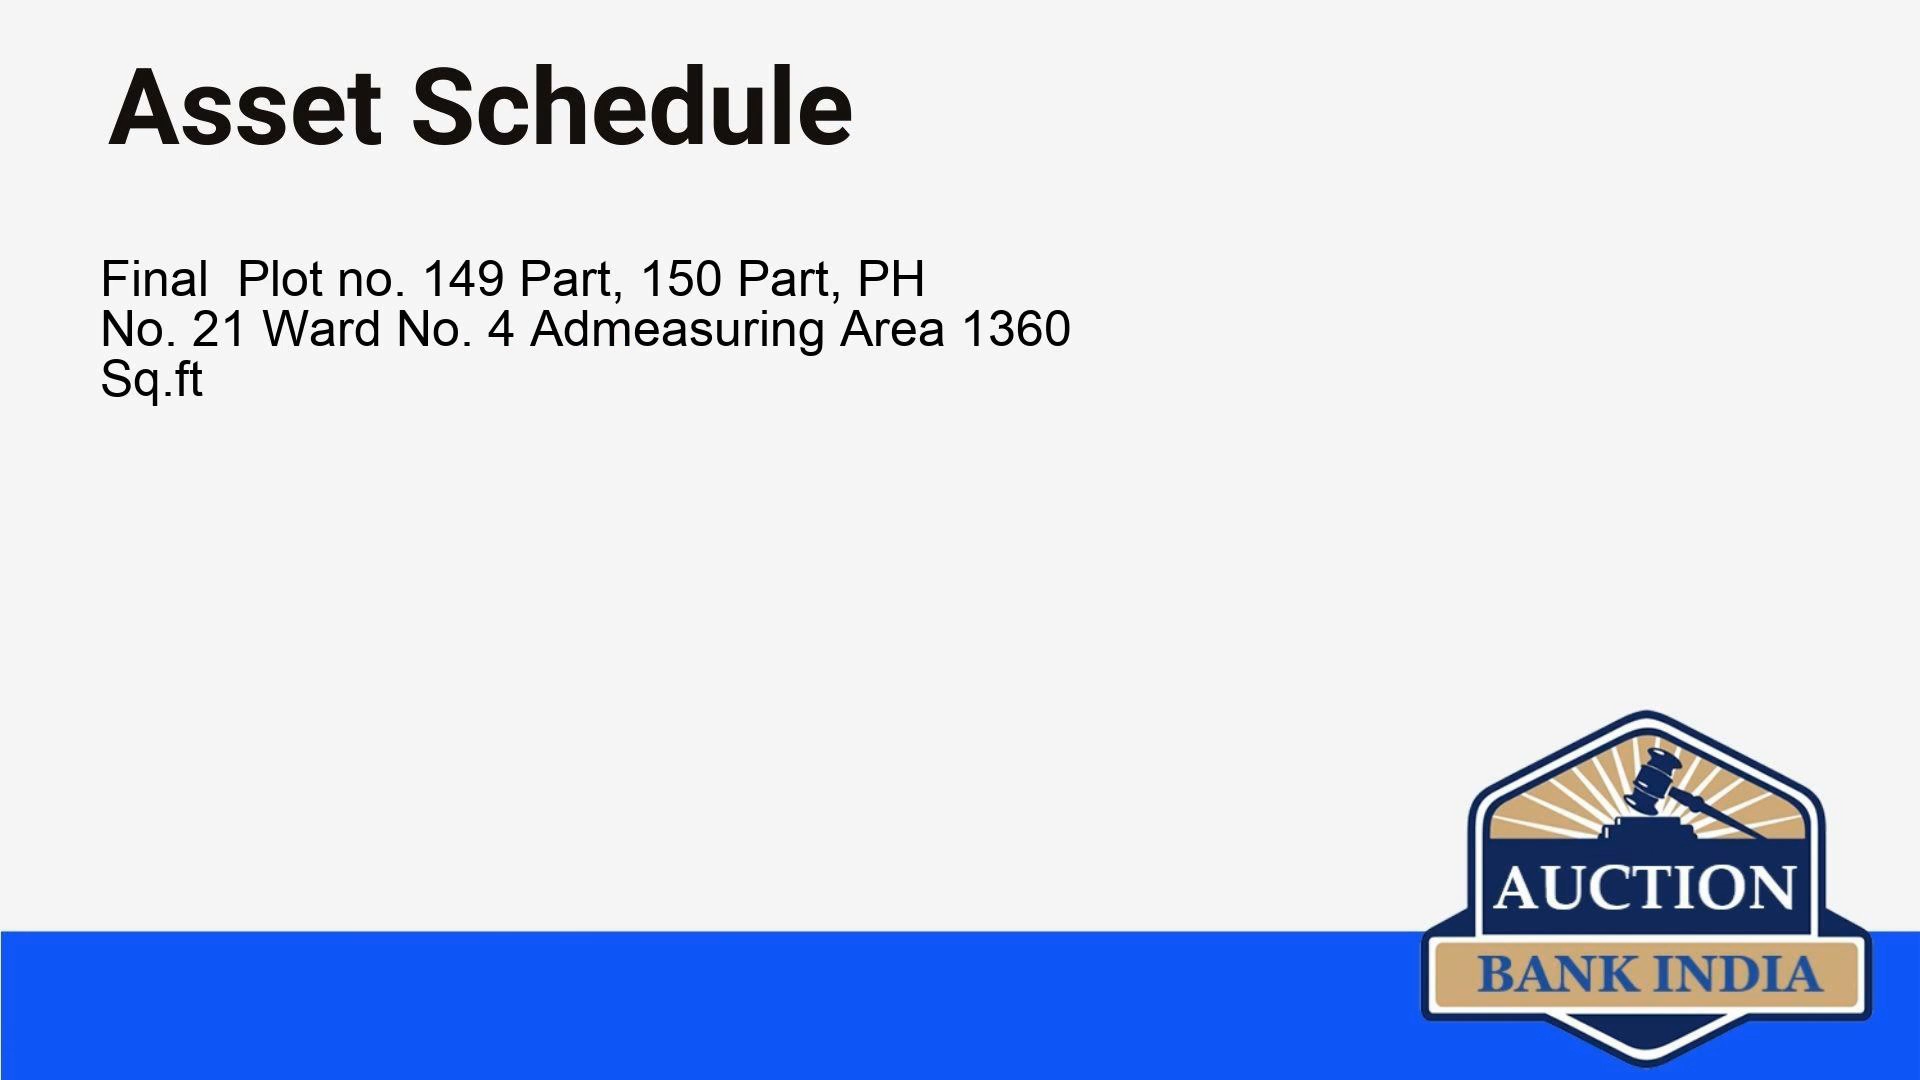 Asset Schedule
Final  Plot no. 149 Part, 150 Part, PH
No. 21 Ward No. 4 Admeasuring Area 1360
Sq.ft
AUCTION
BANK INDIA